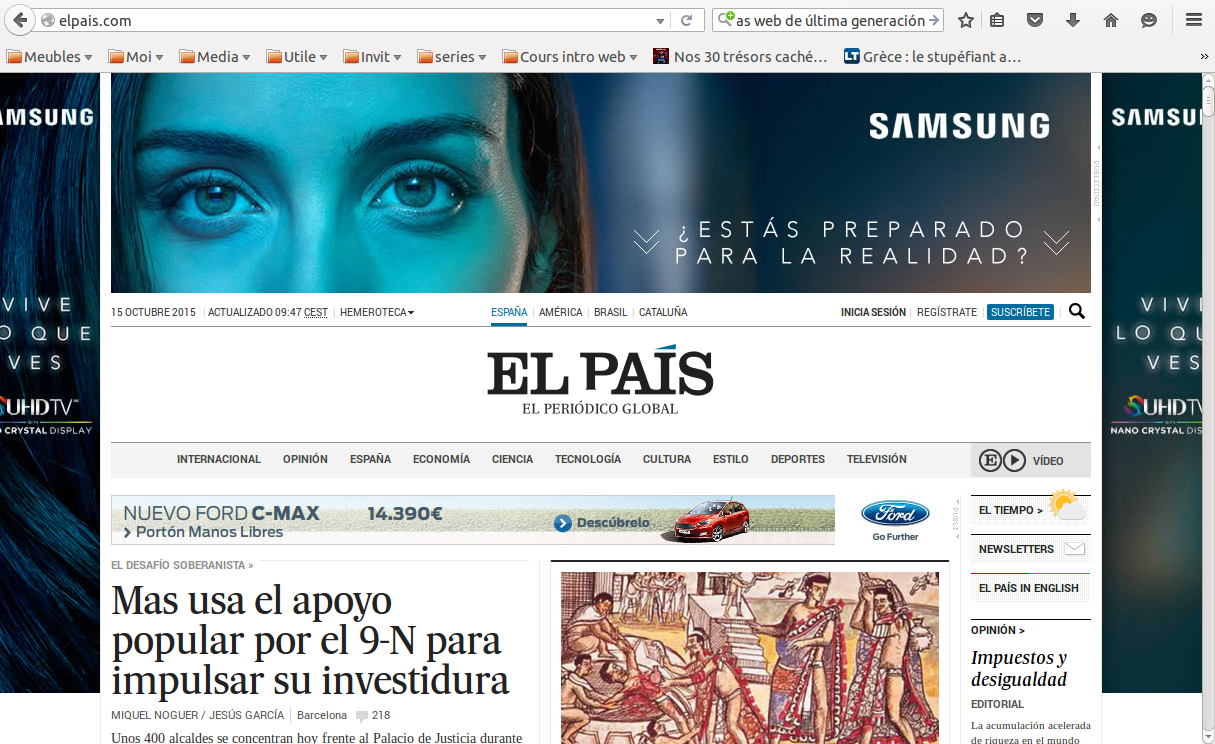 elpais.com
as web de última generación
Meubles
Moi
Media
Utile
Invit
series
Cours intro web
Nos 30 trésors caché...
LT Grèce : le stupéfiant a...
»
AMSUNG
SAMSUNG
SAMSU
PUBLICIDAD
¿ESTÁS PREPARADO
PARA LA REALIDAD?
VIVE
O QUE
VES
SUHDTV
WITH
O CRYSTAL DISPLAY
VIVE
LO QU
VES
SUHDTV
WITH
NANO CRYSTAL DIS
15 OCTUBRE 2015 | ACTUALIZADO 09:47 CEST | HEMEROTECA
ESPAÑA | AMÉRICA | BRASIL | CATALUÑA
INICIA SESIÓN | REGÍSTRATE | SUSCRÍBETE
EL PAÍS
EL PERIÓDICO GLOBAL
INTERNACIONAL OPINIÓN ESPAÑA ECONOMÍA CIENCIA TECNOLOGÍA CULTURA ESTILO DEPORTES TELEVISIÓN
E VÍDEO
NUEVO FORD C-MAX 14.390€
Portón Manos Libres
Descúbrelo
Ford
Go Further
PUBLI
EL TIEMPO >
NEWSLETTERS
EL PAÍS IN ENGLISH
EL DESAFÍO SOBERANISTA »
Mas usa el apoyo
popular por el 9-N para
impulsar su investidura
MIQUEL NOGUER / JESÚS GARCÍA | Barcelona 218
Unos 400 alcaldes se concentran hoy frente al Palacio de Justicia durante
OPINIÓN >
Impuestos y
desigualdad
EDITORIAL
La acumulación acelerada
de riqueza en el mundo